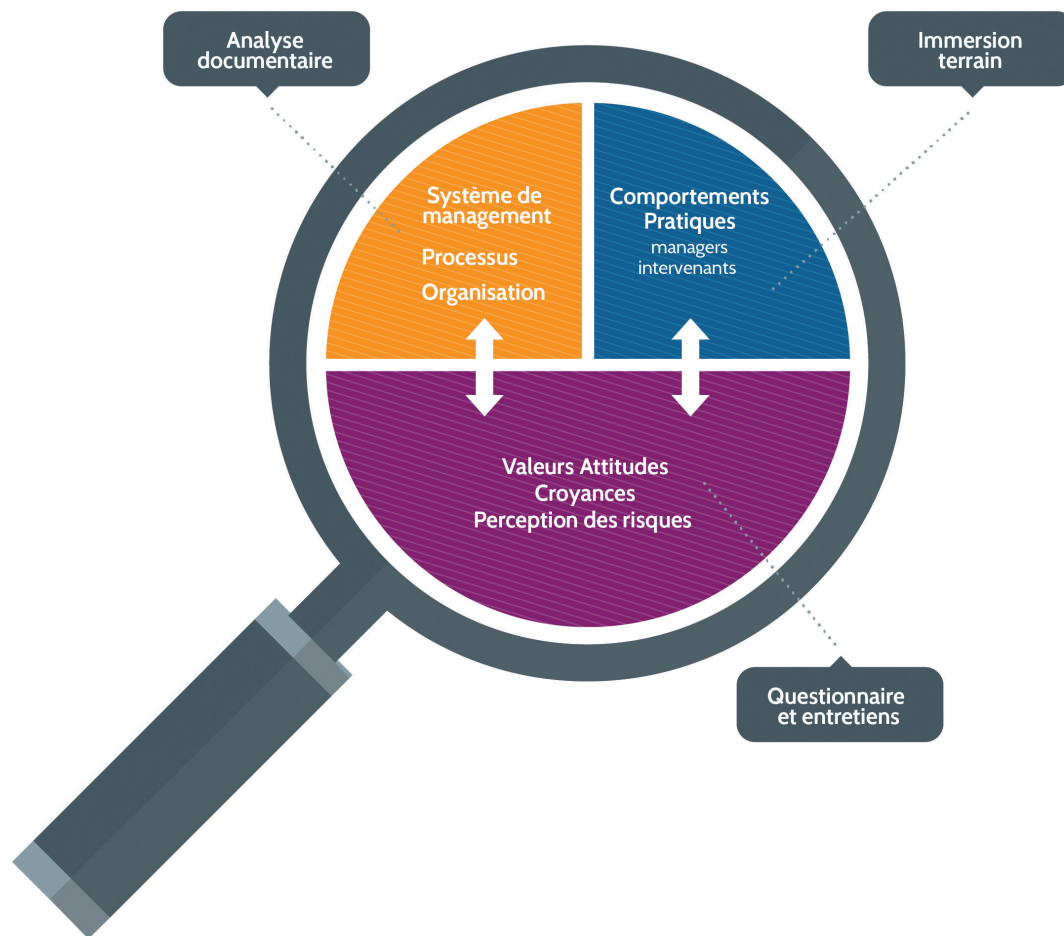 Analyse
documentaire
Immersion
terrain
Système de
management
Processus
Organisation
Comportements
Pratiques
managers
intervenants
Valeurs Attitudes
Croyances
Perception des risques
Questionnaire
et entretiens